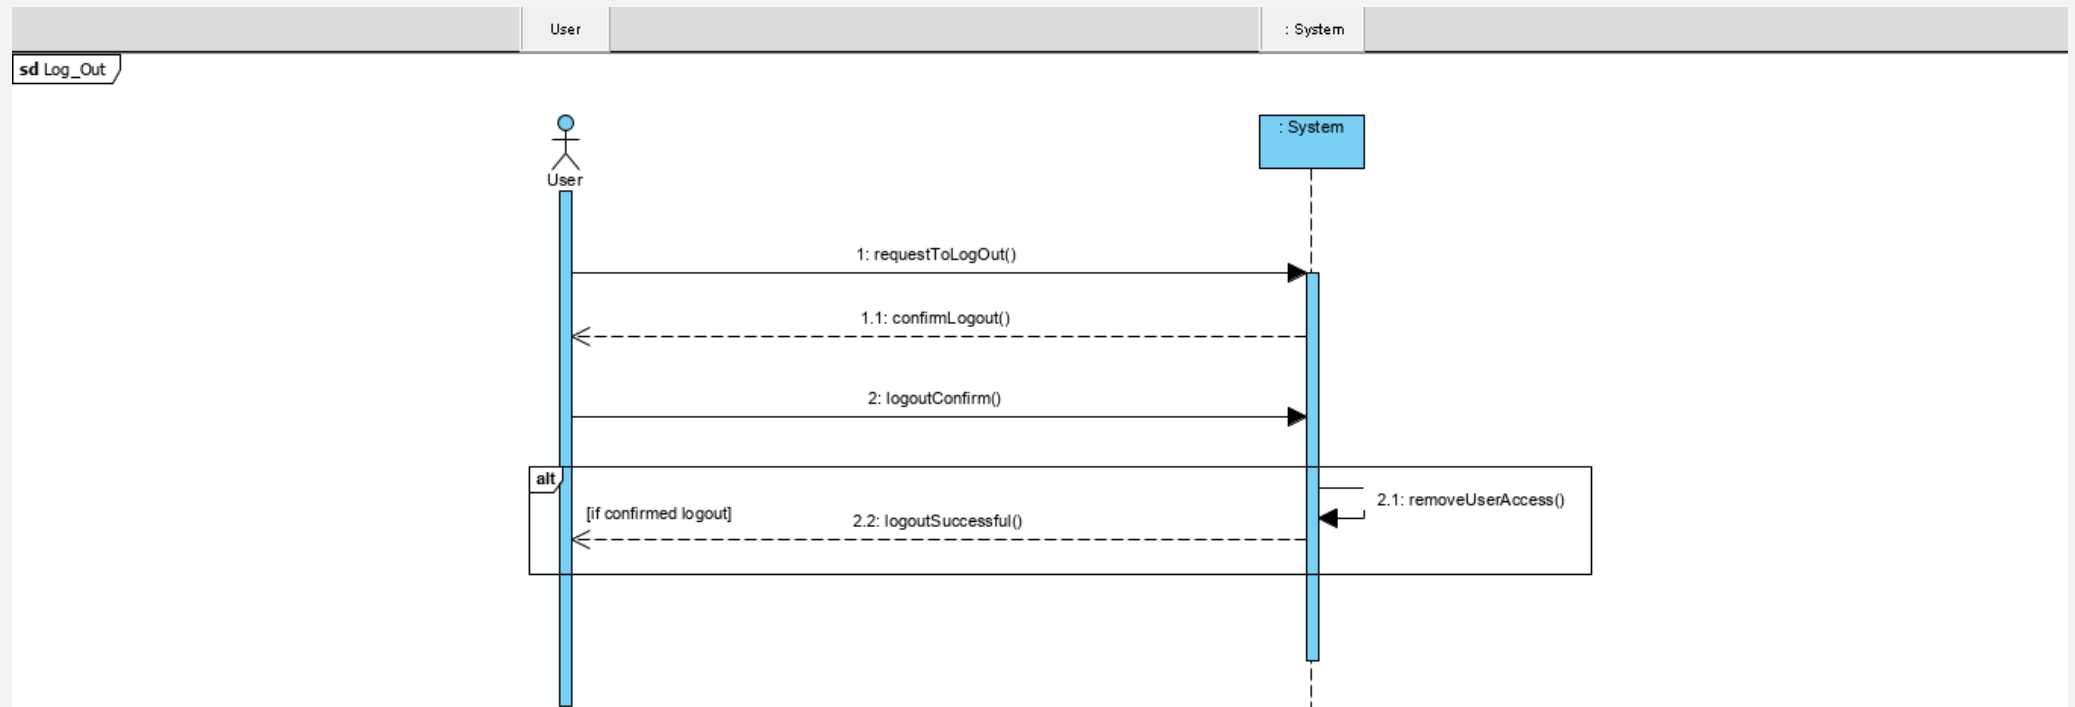 User
: System
sd Log_Out
: System
User
1: requestToLogOut()
1.1: confirmLogout()
2: logoutConfirm()
alt
2.1: removeUserAccess()
[if confirmed logout]
2.2: logoutSuccessful()